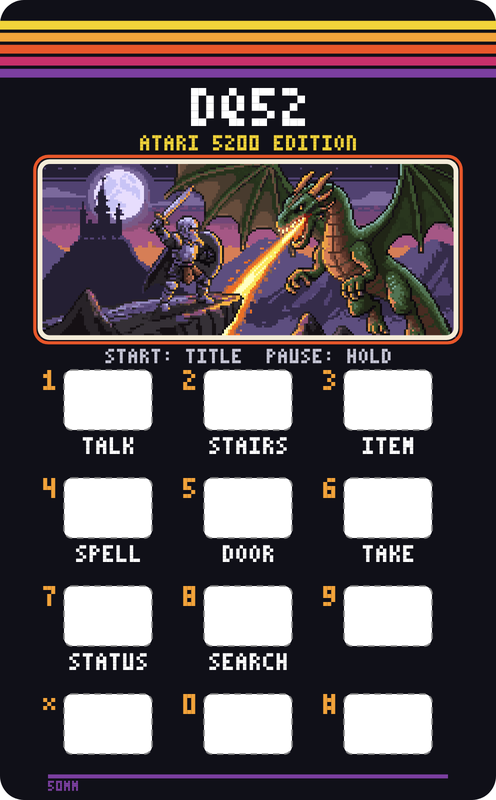 DQ52
ATARI 5200 EDITION
START: TITLE PAUSE: HOLD
1 2 3
TALK STAIRS ITEM
4 5 6
SPELL DOOR TAKE
7 8 9
STATUS SEARCH
* 0 #
50MM